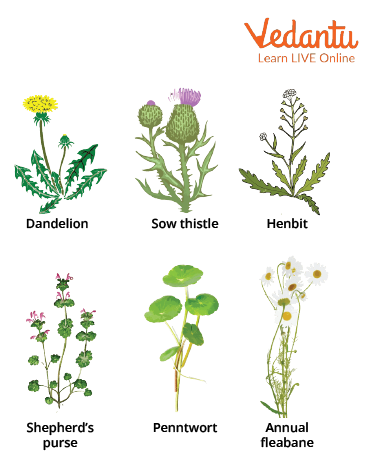 Vedantu
Learn LIVE Online
Dandelion
Sow thistle
Henbit
Shepherd's
purse
Penntwort
Annual
fleabane